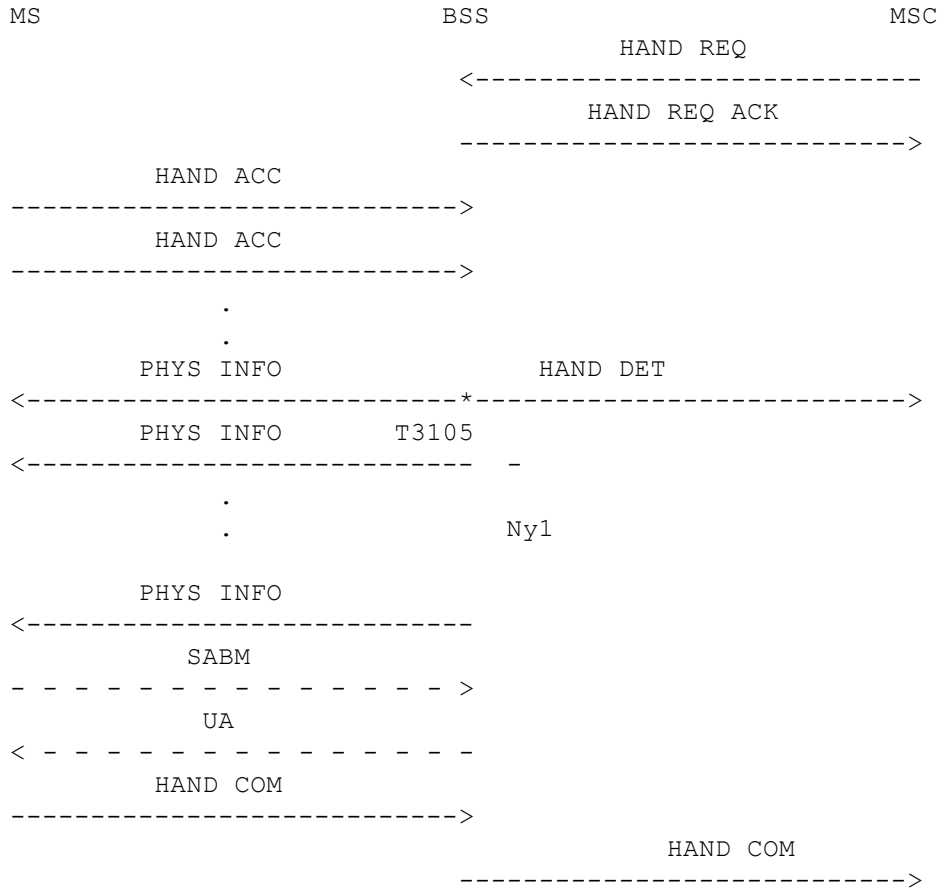 MS BSS MSC
HAND REQ
<----------------------------
HAND REQ ACK
---------------------------->
HAND ACC
---------------------------->
HAND ACC
---------------------------->
.
.
PHYS INFO HAND DET
<---------------------------*--------------------------->
PHYS INFO T3105
<---------------------------- -
.
. Ny1
PHYS INFO
<----------------------------
SABM
- - - - - - - - - - - - - - >
UA
< - - - - - - - - - - - - - -
HAND COM
---------------------------->
HAND COM
---------------------------->